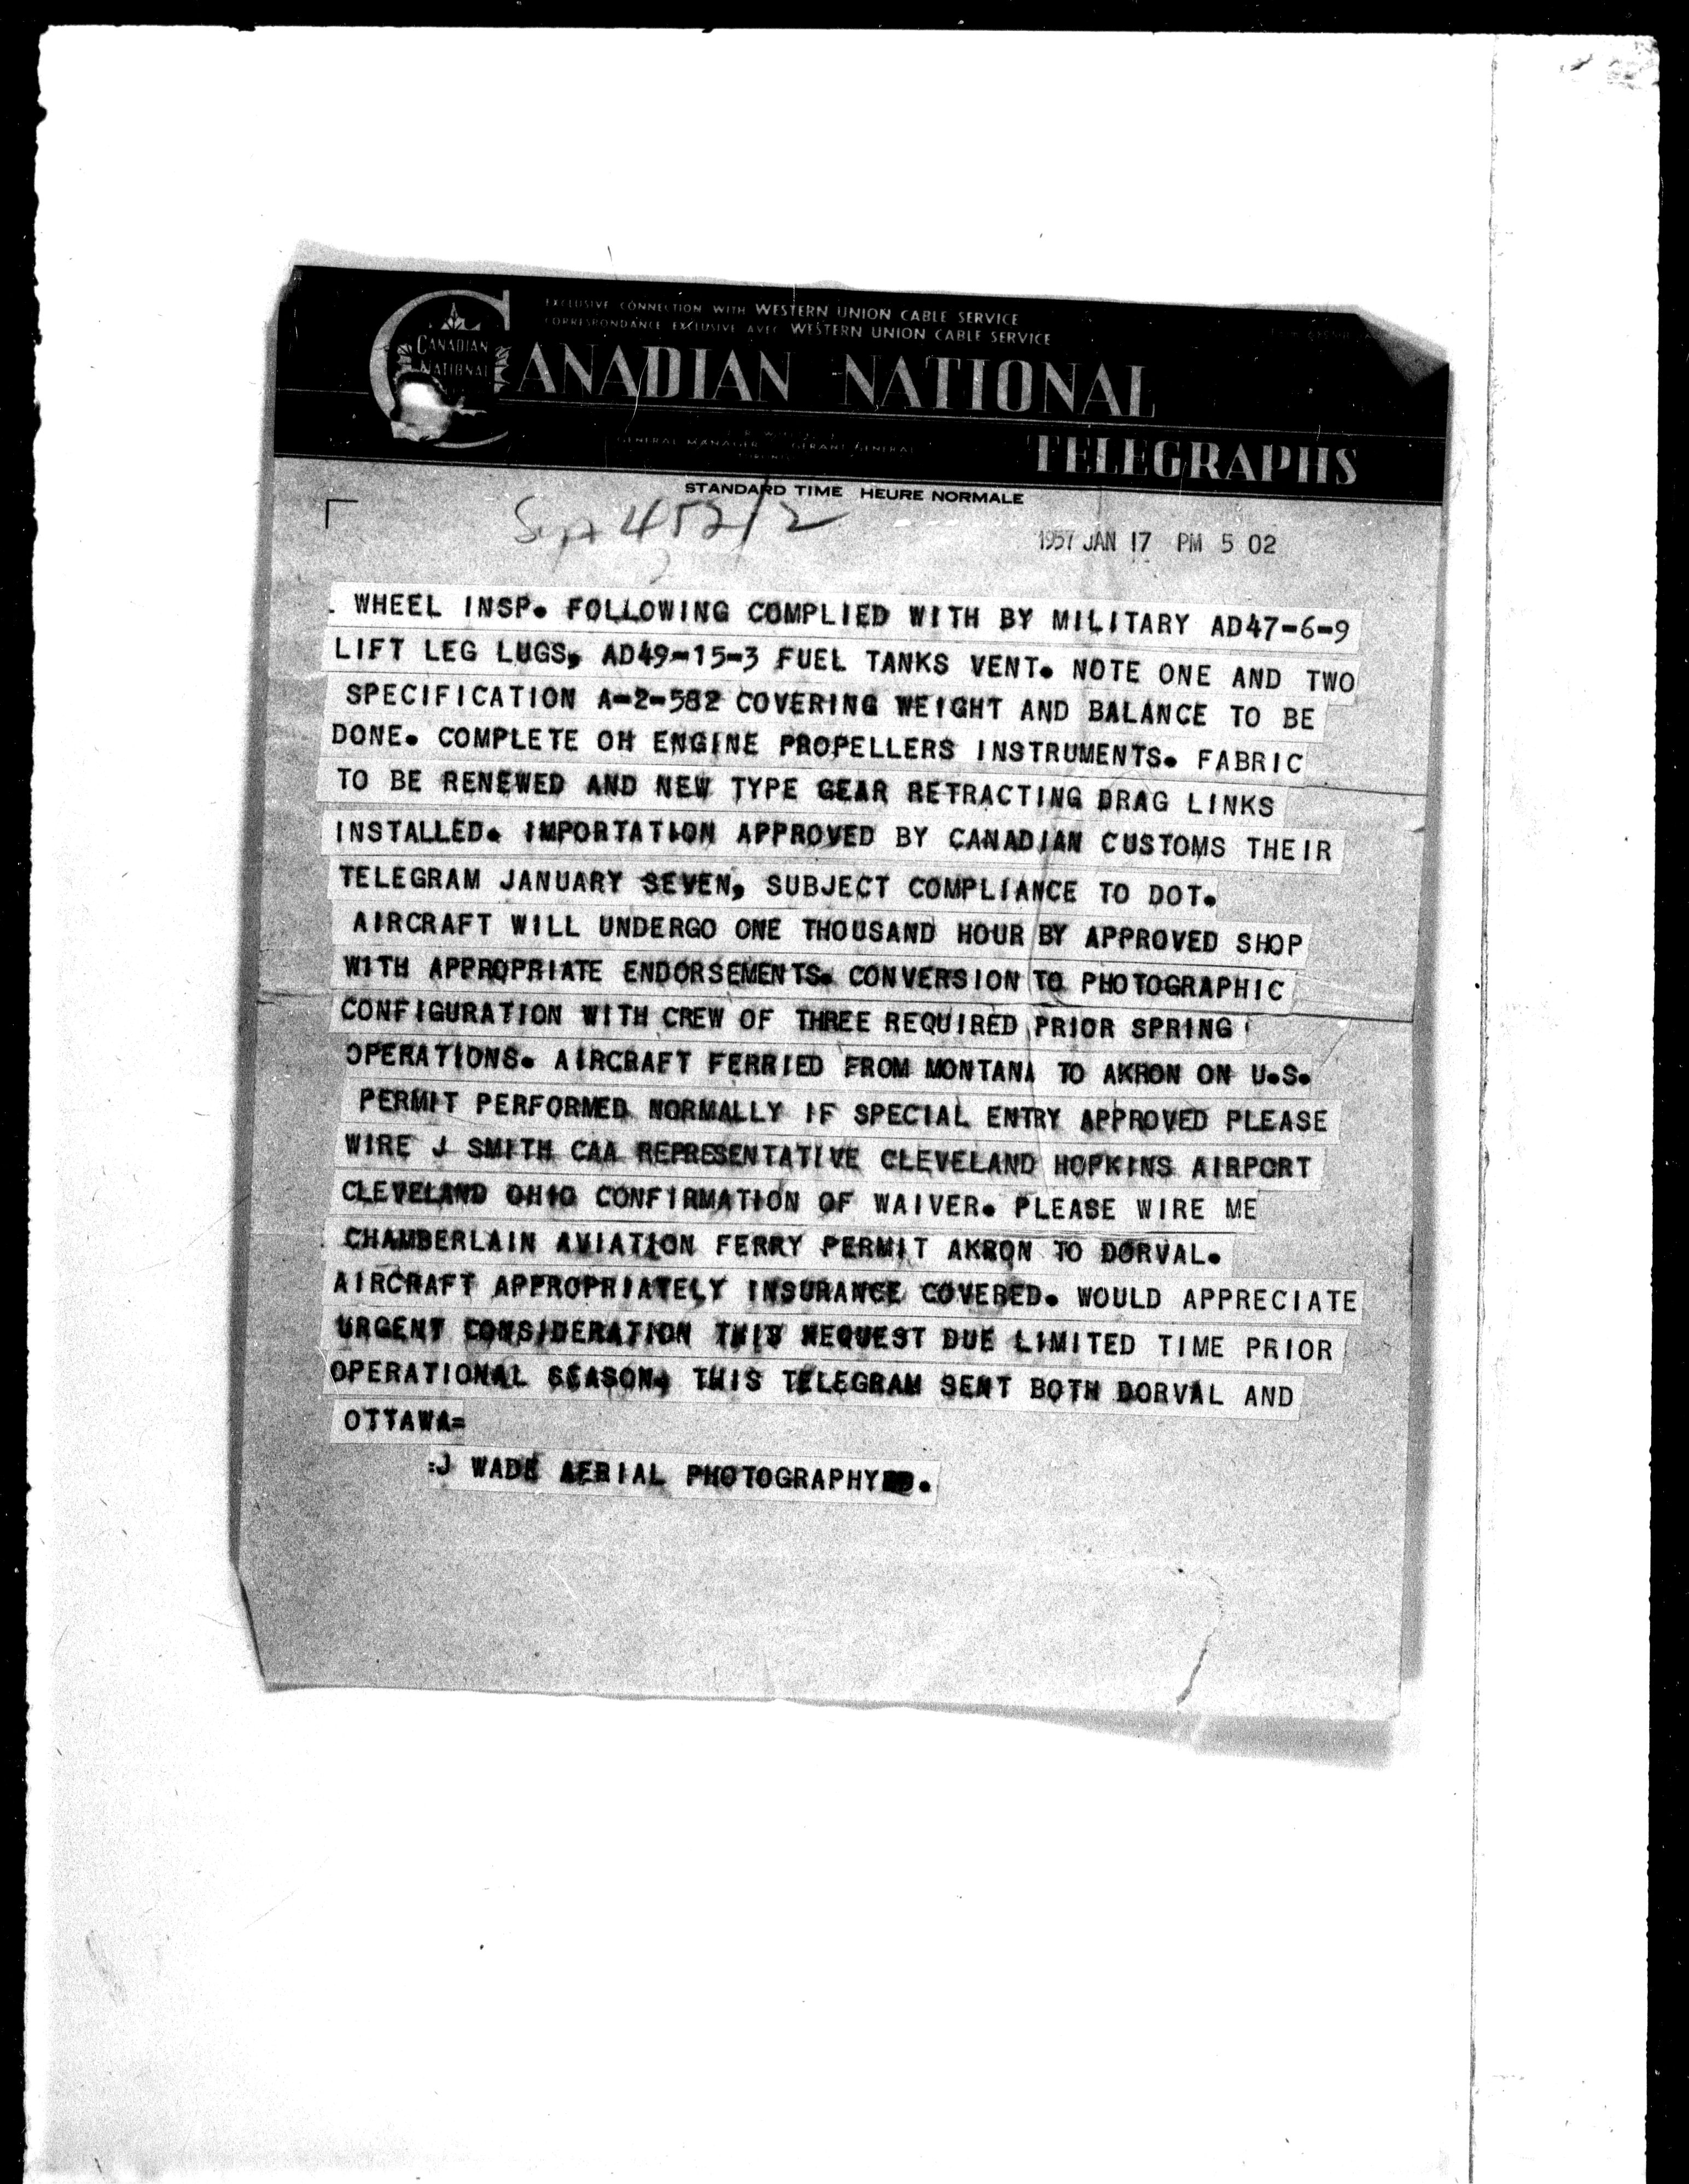 EXCLUSIVE CONNECTION WITH WESTERN UNION CABLE SERVICE
CORRESPONDANCE EXCLUSIVE AVEC WESTERN UNION CABLE SERVICE
CANADIAN NATIONAL
CANADIAN NATIONAL
GENERAL MANAGER GERANT GENERAL
TELEGRAPHS
STANDARD TIME HEURE NORMALE
452/2
1957 JAN 17 PM 5 02
. WHEEL INSP. FOLLOWING COMPLIED WITH BY MILITARY AD47-6-9
LIFT LEG LUGS, AD49-15-3 FUEL TANKS VENT. NOTE ONE AND TWO
SPECIFICATION A-2-582 COVERING WEIGHT AND BALANCE TO BE
DONE. COMPLETE OH ENGINE PROPELLERS INSTRUMENTS. FABRIC
TO BE RENEWED AND NEW TYPE GEAR RETRACTING DRAG LINKS
INSTALLED. IMPORTATION APPROVED BY CANADIAN CUSTOMS THEIR
TELEGRAM JANUARY SEVEN, SUBJECT COMPLIANCE TO DOT.
AIRCRAFT WILL UNDERGO ONE THOUSAND HOUR BY APPROVED SHOP
WITH APPROPRIATE ENDORSEMENTS. CONVERSION TO PHOTOGRAPHIC
CONFIGURATION WITH CREW OF THREE REQUIRED PRIOR SPRING
OPERATIONS. AIRCRAFT FERRIED FROM MONTANA TO AKRON ON U.S.
PERMIT PERFORMED NORMALLY IF SPECIAL ENTRY APPROVED PLEASE
WIRE J SMITH CAA REPRESENTATIVE CLEVELAND HOPKINS AIRPORT
CLEVELAND OHIO CONFIRMATION OF WAIVER. PLEASE WIRE ME
CHAMBERLAIN AVIATION FERRY PERMIT AKRON TO DORVAL.
AIRCRAFT APPROPRIATELY INSURANCE COVERED. WOULD APPRECIATE
URGENT CONSIDERATION THIS REQUEST DUE LIMITED TIME PRIOR
OPERATIONAL SEASON, THIS TELEGRAM SENT BOTH DORVAL AND
OTTAWA=
:J WADE AERIAL PHOTOGRAPHY